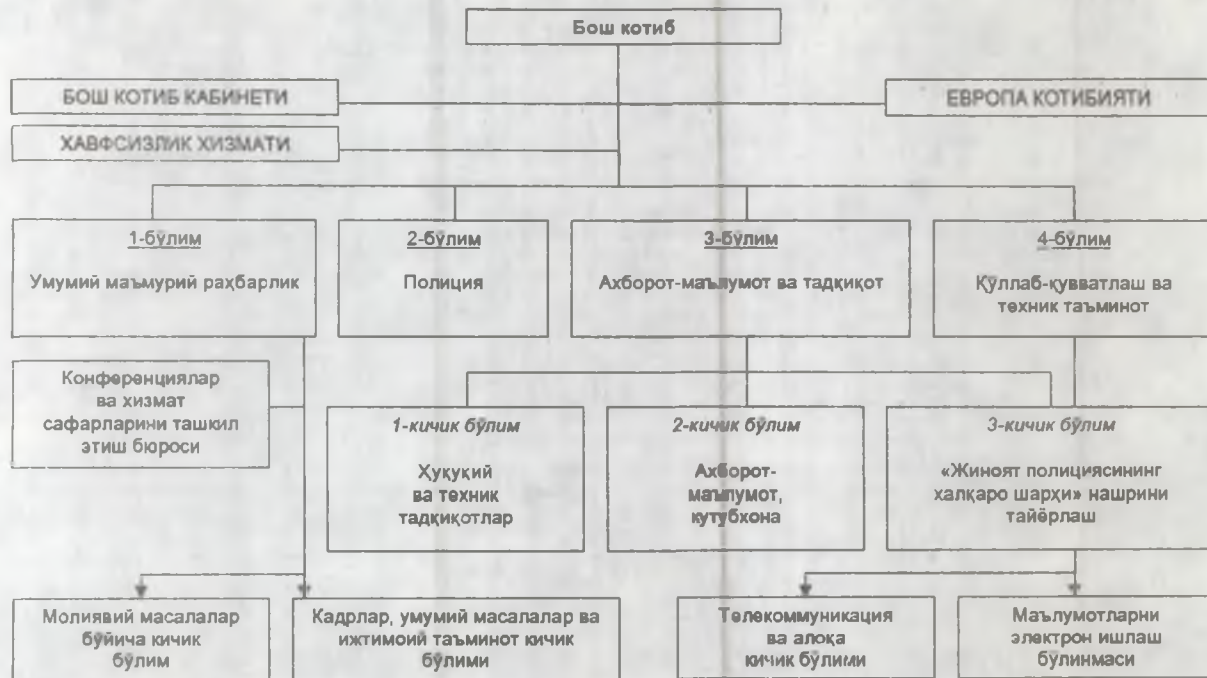 Бош котиб
БОШ КОТИБ КАБИНЕТИ
ЕВРОПА КОТИБИЯТИ
ХАВФСИЗЛИК ХИЗМАТИ
1-бўлим
Умумий маъмурий раҳбарлик
2-бўлим
Полиция
3-бўлим
Ахборот-маълумот ва тадқиқот
4-бўлим
Қўллаб-қувватлаш ва
техник таъминот
Конференциялар
ва хизмат
сафарларини ташкил
этиш бюроси
1-кичик бўлим
Ҳуқуқий
ва техник
тадқиқотлар
2-кичик бўлим
Ахборот-
маълумот,
кутубхона
3-кичик бўлим
«Жиноят полициясининг
халқаро шарҳи» нашрини
тайёрлаш
Молиявий масалалар
бўйича кичик
бўлим
Кадрлар, умумий масалалар ва
ижтимоий таъминот кичик
бўлими
Телекоммуникация
ва алоқа
кичик бўлими
Маълумотларни
электрон ишлаш
бўлинмаси